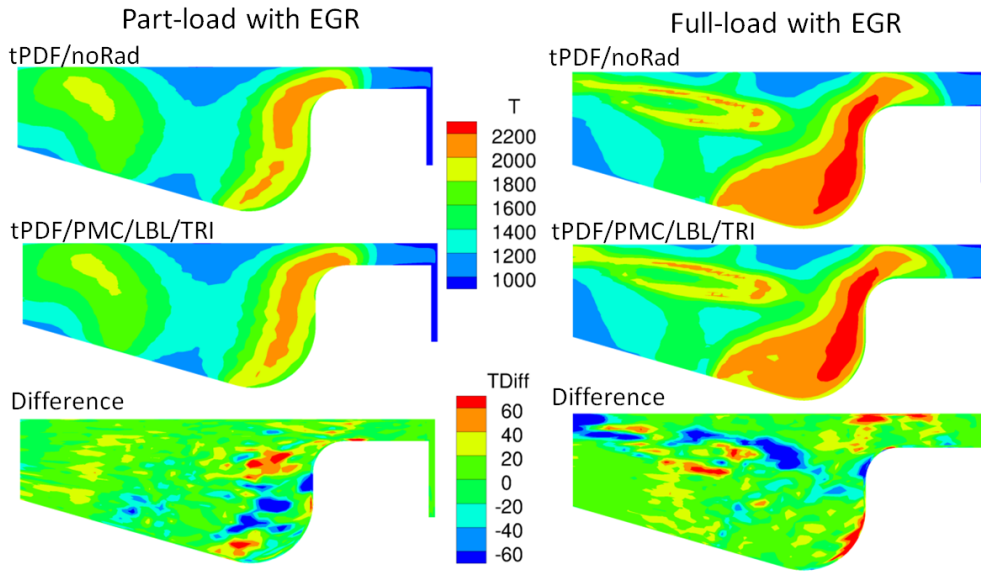 Part-load with EGR
Full-load with EGR
tPDF/noRad
tPDF/noRad
T
2200
2000
1800
1600
1400
1200
1000
tPDF/PMC/LBL/TRI
tPDF/PMC/LBL/TRI
Difference
Difference
TDiff
60
40
20
0
-20
-40
-60